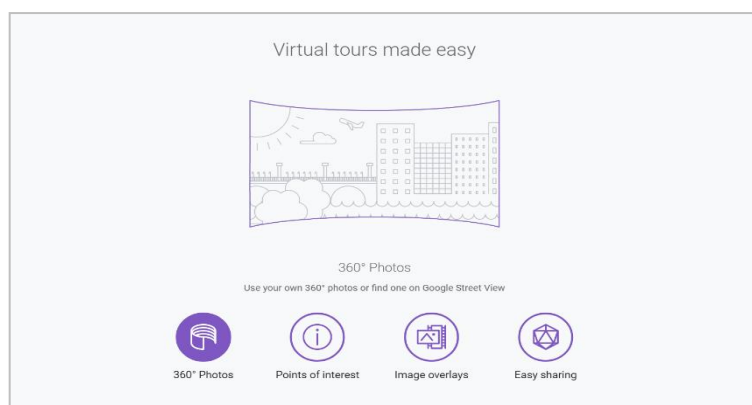 Virtual tours made easy
360° Photos
Use your own 360° photos or find one on Google Street View
360° Photos
Points of interest
Image overlays
Easy sharing